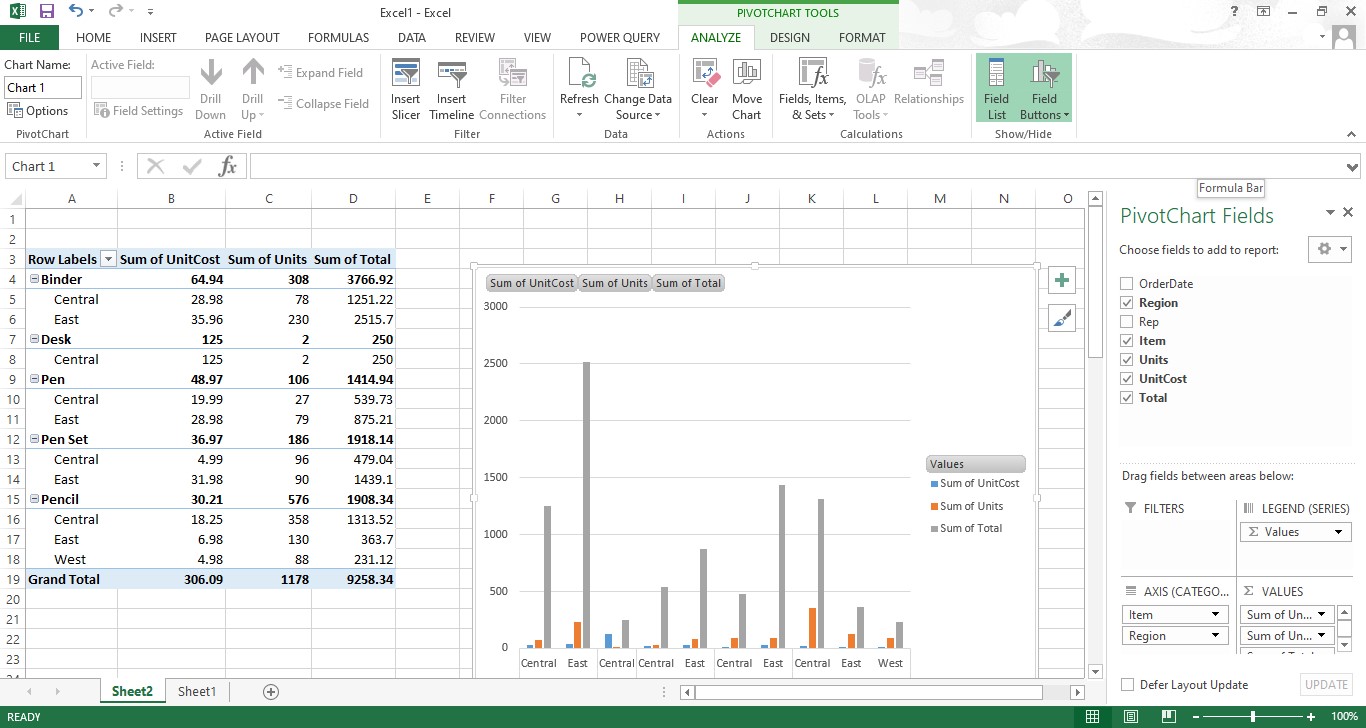 Excel1 - Excel
PIVOTCHART TOOLS
?
FILE HOME INSERT PAGE LAYOUT FORMULAS DATA REVIEW VIEW POWER QUERY ANALYZE DESIGN FORMAT
Chart Name:
Chart 1
Options
PivotChart
Active Field:
Field Settings
Drill Down
Drill Up
Expand Field
Collapse Field
Active Field
Insert Slicer
Insert Timeline
Filter Connections
Filter
Refresh
Change Data Source
Data
Clear
Move Chart
Actions
Fields, Items, & Sets
OLAP Tools
Relationships
Calculations
Field List
Field Buttons
Show/Hide
Chart 1
fx
Formula Bar
A B C D E F G H I J K L M N O
1
2
3 Row Labels Sum of UnitCost Sum of Units Sum of Total
4 Binder 64.94 308 3766.92
5 Central 28.98 78 1251.22
6 East 35.96 230 2515.7
7 Desk 125 2 250
8 Central 125 2 250
9 Pen 48.97 106 1414.94
10 Central 19.99 27 539.73
11 East 28.98 79 875.21
12 Pen Set 36.97 186 1918.14
13 Central 4.99 96 479.04
14 East 31.98 90 1439.1
15 Pencil 30.21 576 1908.34
16 Central 18.25 358 1313.52
17 East 6.98 130 363.7
18 West 4.98 88 231.12
19 Grand Total 306.09 1178 9258.34
20
21
22
23
Sum of UnitCost Sum of Units Sum of Total
3000
2500
2000
1500
1000
500
0
Central East Central Central East Central East Central East West
Values
Sum of UnitCost
Sum of Units
Sum of Total
PivotChart Fields
Choose fields to add to report:
OrderDate
Region
Rep
Item
Units
UnitCost
Total
Drag fields between areas below:
FILTERS
LEGEND (SERIES)
Σ Values
AXIS (CATEGO...
Item
Region
Σ VALUES
Sum of Un...
Sum of Un...
Defer Layout Update
UPDATE
Sheet2 Sheet1
READY
100%